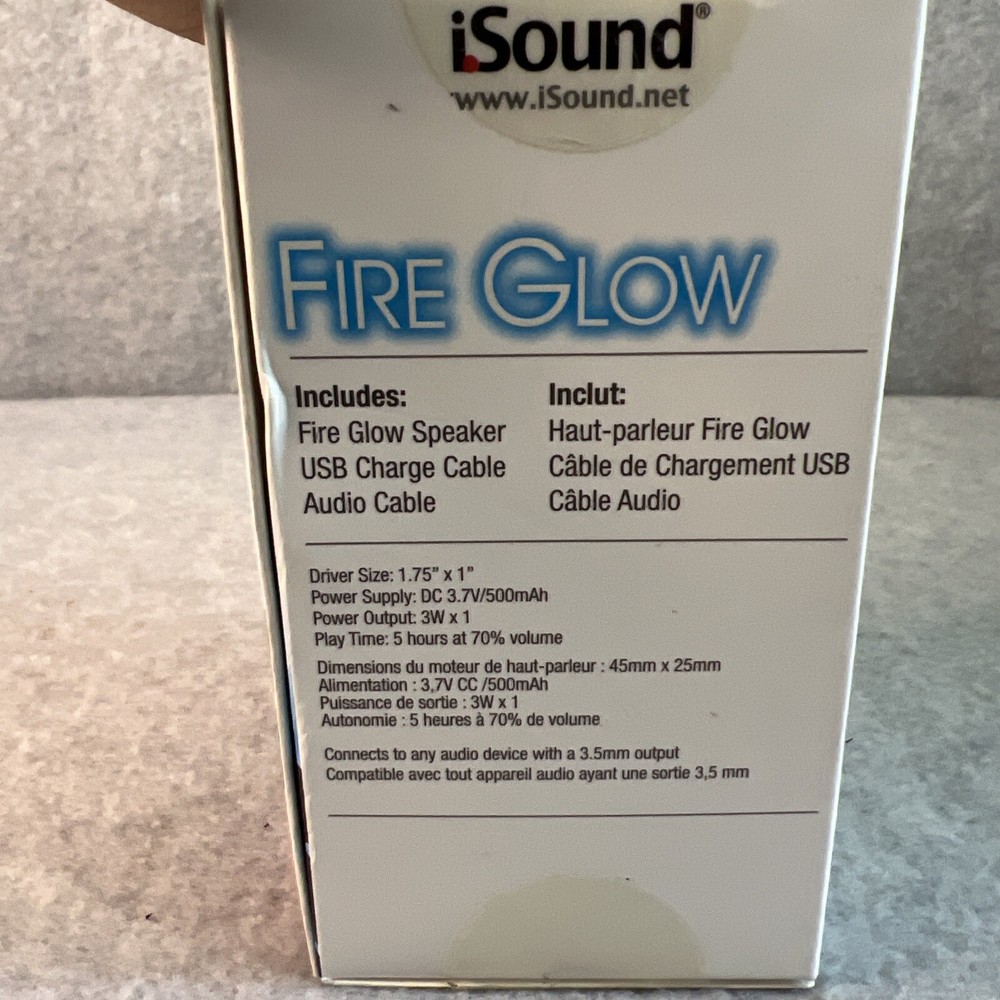 iSound®
www.iSound.net
FIRE GLOW
Includes:
Fire Glow Speaker
USB Charge Cable
Audio Cable
Inclut:
Haut-parleur Fire Glow
Câble de Chargement USB
Câble Audio
Driver Size: 1.75” x 1”
Power Supply: DC 3.7V/500mAh
Power Output: 3W x 1
Play Time: 5 hours at 70% volume
Dimensions du moteur de haut-parleur : 45mm x 25mm
Alimentation : 3,7V CC /500mAh
Puissance de sortie : 3W x 1
Autonomie : 5 heures à 70% de volume
Connects to any audio device with a 3.5mm output
Compatible avec tout appareil audio ayant une sortie 3,5 mm